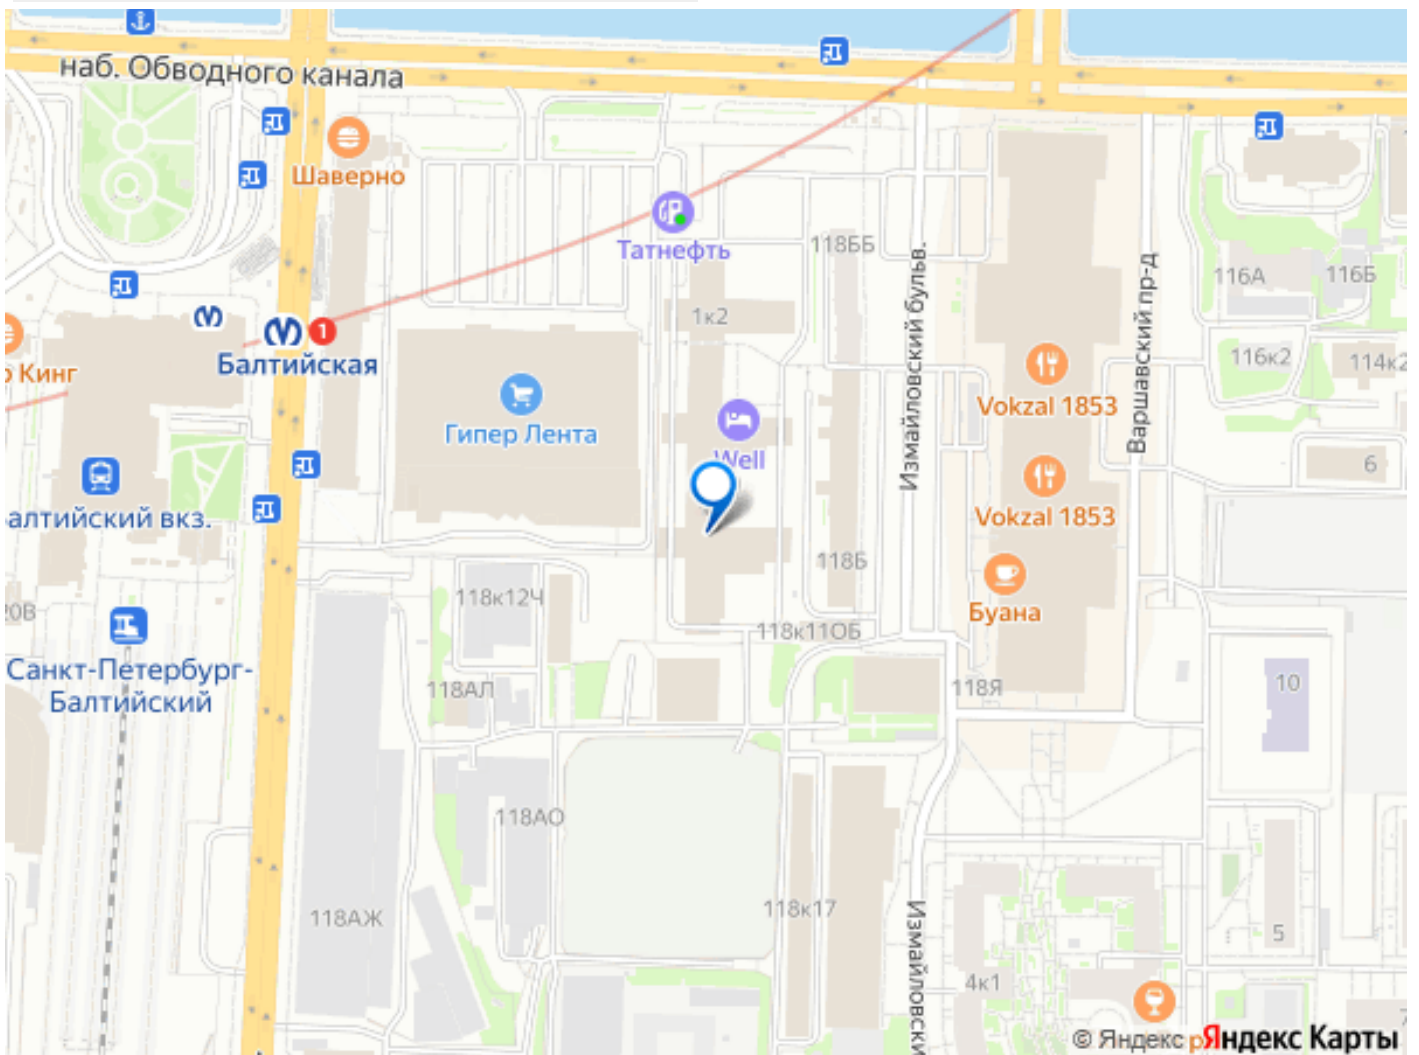 наб. Обводного канала
Шаверно
Татнефть
118ББ
116А
116Б
1к2
1
Балтийская
116к2
114к2
Кинг
Гипер Лента
Well
Измайловский бульв.
Варшавский пр-д
Vokzal 1853
6
Vokzal 1853
алтийский вкз.
118Б
118к12Ч
Буана
20В
118к11ОБ
Санкт-Петербург-
Балтийский
118АЛ
118Я
10
118АО
118АЖ
118к17
5
4к1
Измайловски
© Яндекс
Яндекс Карты